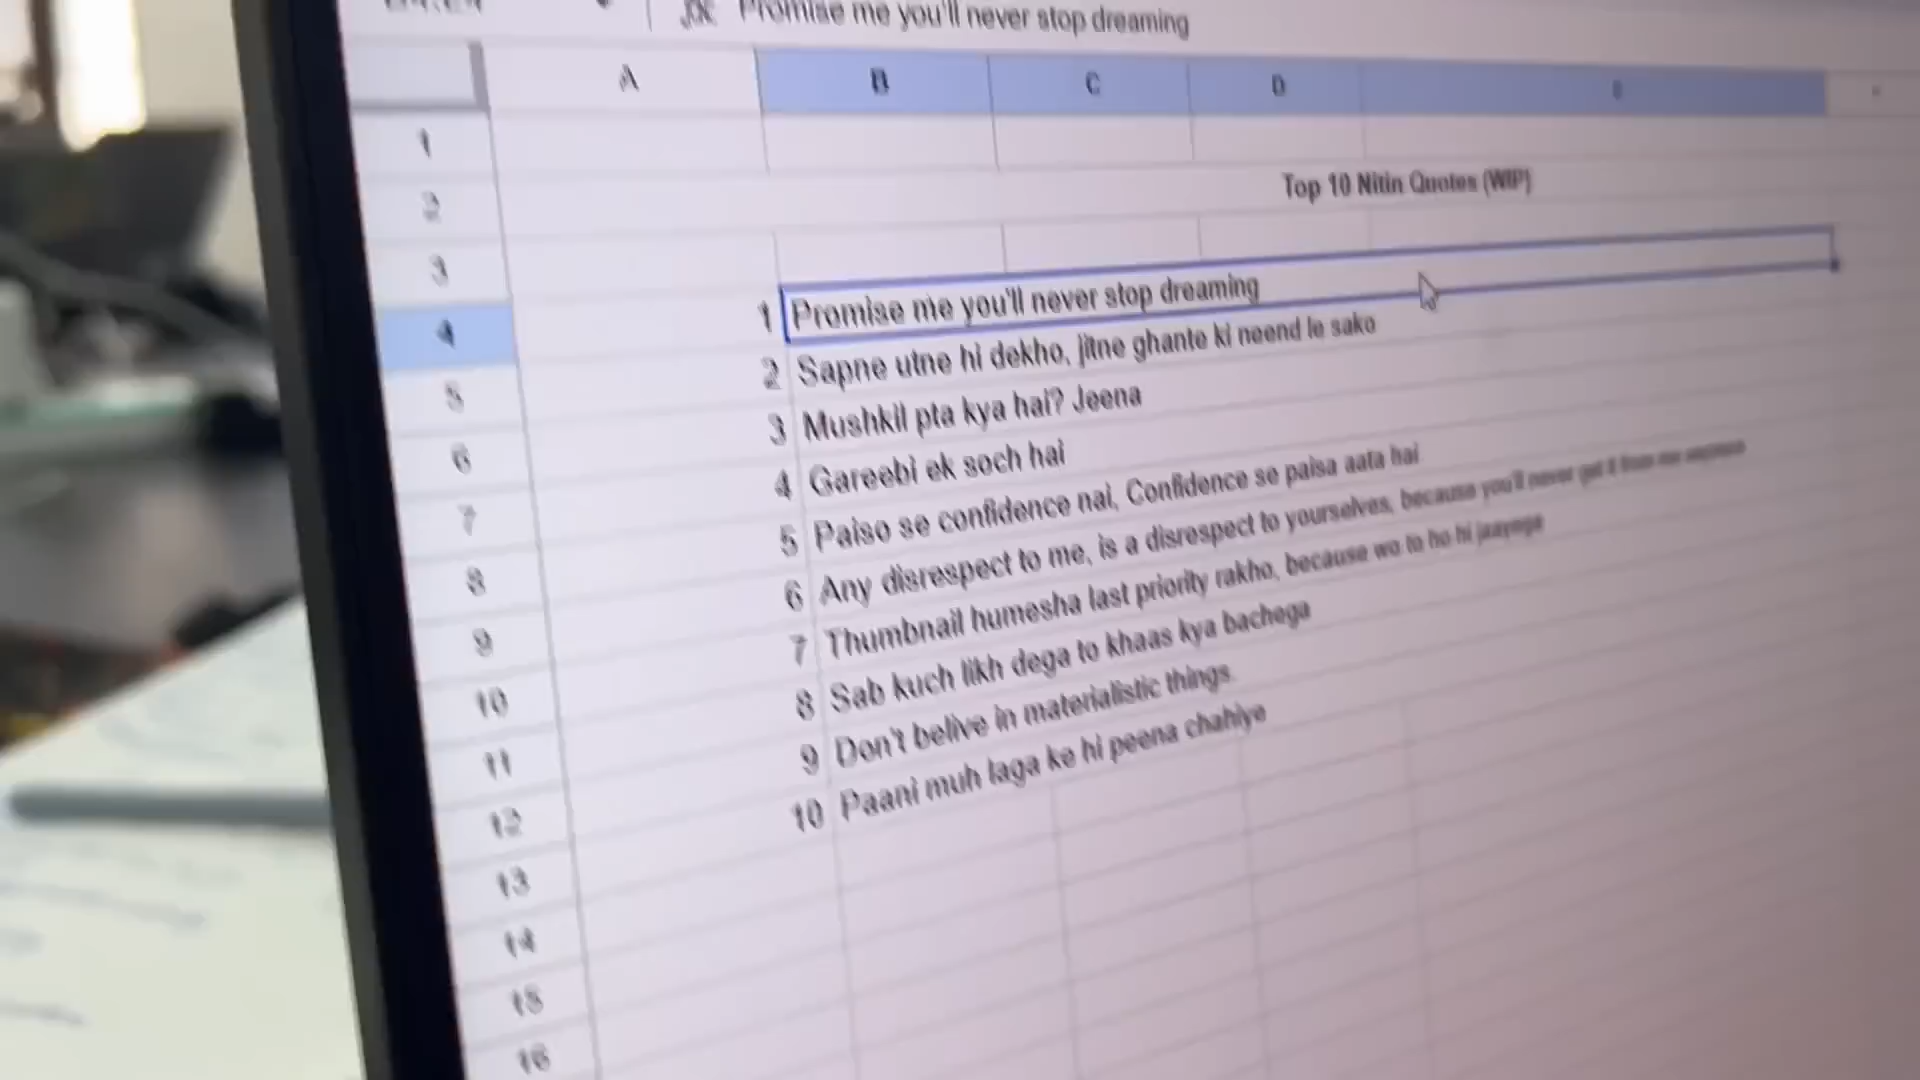 fx Promise me you'll never stop dreaming
A B C D
1
2 Top 10 Nitin Quotes (WIP)
3
4 1 Promise me you'll never stop dreaming
5 2 Sapne utne hi dekho, jitne ghante ki neend le sako
6 3 Mushkil pta kya hai? Jeena
7 4 Gareebi ek soch hai
8 5 Paiso se confidence nai, Confidence se paisa aata hai
9 6 Any disrespect to me, is a disrespect to yourselves, because you'll never get it from me anymore
10 7 Thumbnail humesha last priority rakho, because wo to ho hi jaayega
11 8 Sab kuch likh dega to khaas kya bachega
12 9 Don't belive in materialistic things
13 10 Paani muh laga ke hi peena chahiye
14
15
16